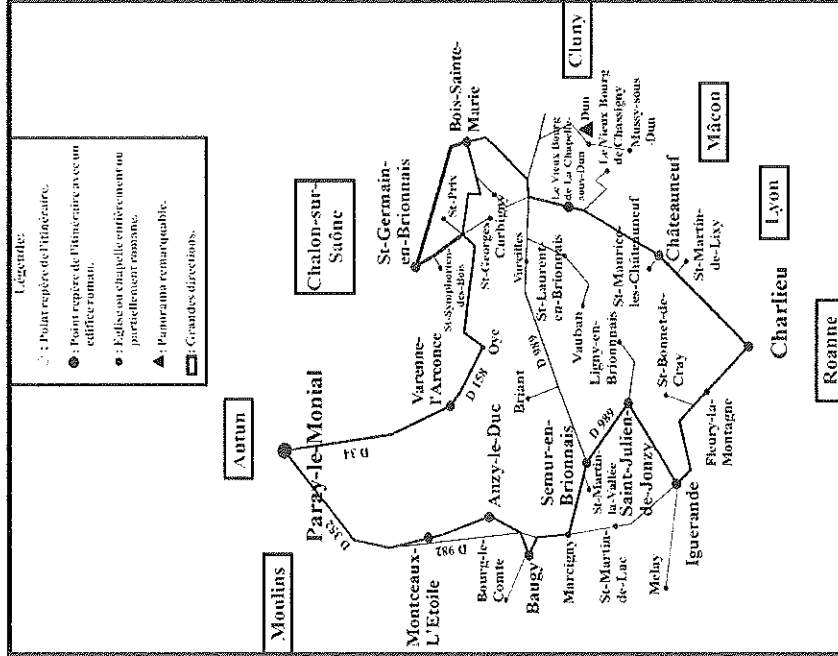 Légende:
: Point repère de l'itinéraire.
: Point repère de l'itinéraire avec un
édifice roman.
: Eglise ou chapelle entièrement ou
partiellement romane.
: Panorama remarquable.
: Grandes directions.
Autun
Moulins
Paray-le-Monial
D 352
D 34
Chalon-sur-
Saône
Montceaux-
L'Etoile
D 982
Varenne-
l'Arconce
D 158
Oyé
St-Germain-
en-Brionnais
St-Symphorien-
des-Bois
St-Prix
Bois-Sainte-
Marie
St-Georges
Curbigny
Anzy-le-Duc
Bourg-le-
Comte
Baugy
Briant
D 989
Vareilles
St-Laurent
en-Brionnais
Vauban
Cluny
Le Vieux Bourg
de La Chapelle-
sous-Dun
Dun
Le Vieux Bourg
de Chassigny
Mussy-sous
-Dun
Marcigny
Semur-en-
Brionnais
D 989
St-Martin-
la-Vallée
Ligny-en-
Brionnais
St-Maurice-
les-Châteauneuf
Châteauneuf
Mâcon
St-Martin-
de-Lac
Saint-Julien-
de-Jonzy
St-Martin-
de-Lixy
Melay
Iguerande
St-Bonnet-de-
Cray
Fleury-la-
Montagne
Charlieu
Lyon
Roanne